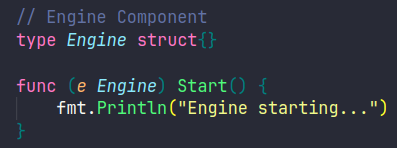 // Engine Component
type Engine struct{}

func (e Engine) Start() {
    fmt.Println("Engine starting...")
}